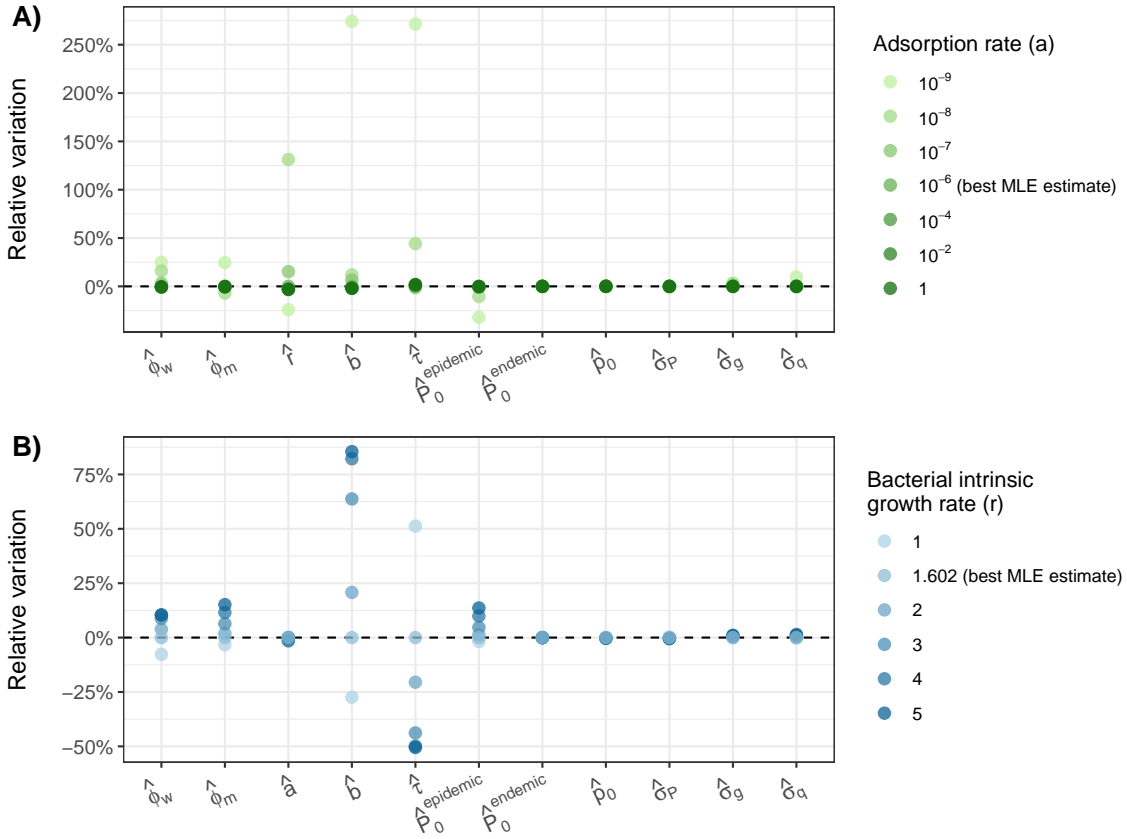 A)
Relative variation
250%
200%
150%
100%
50%
0%
ϕ̂w ϕ̂m r̂ b̂ τ̂ P̂0^epidemic P̂0^endemic p̂0 σ̂P σ̂g σ̂q
Adsorption rate (a)
10⁻⁹
10⁻⁸
10⁻⁷
10⁻⁶ (best MLE estimate)
10⁻⁴
10⁻²
1
B)
Relative variation
75%
50%
25%
0%
−25%
−50%
ϕ̂w ϕ̂m â b̂ τ̂ P̂0^epidemic P̂0^endemic p̂0 σ̂P σ̂g σ̂q
Bacterial intrinsic
growth rate (r)
1
1.602 (best MLE estimate)
2
3
4
5